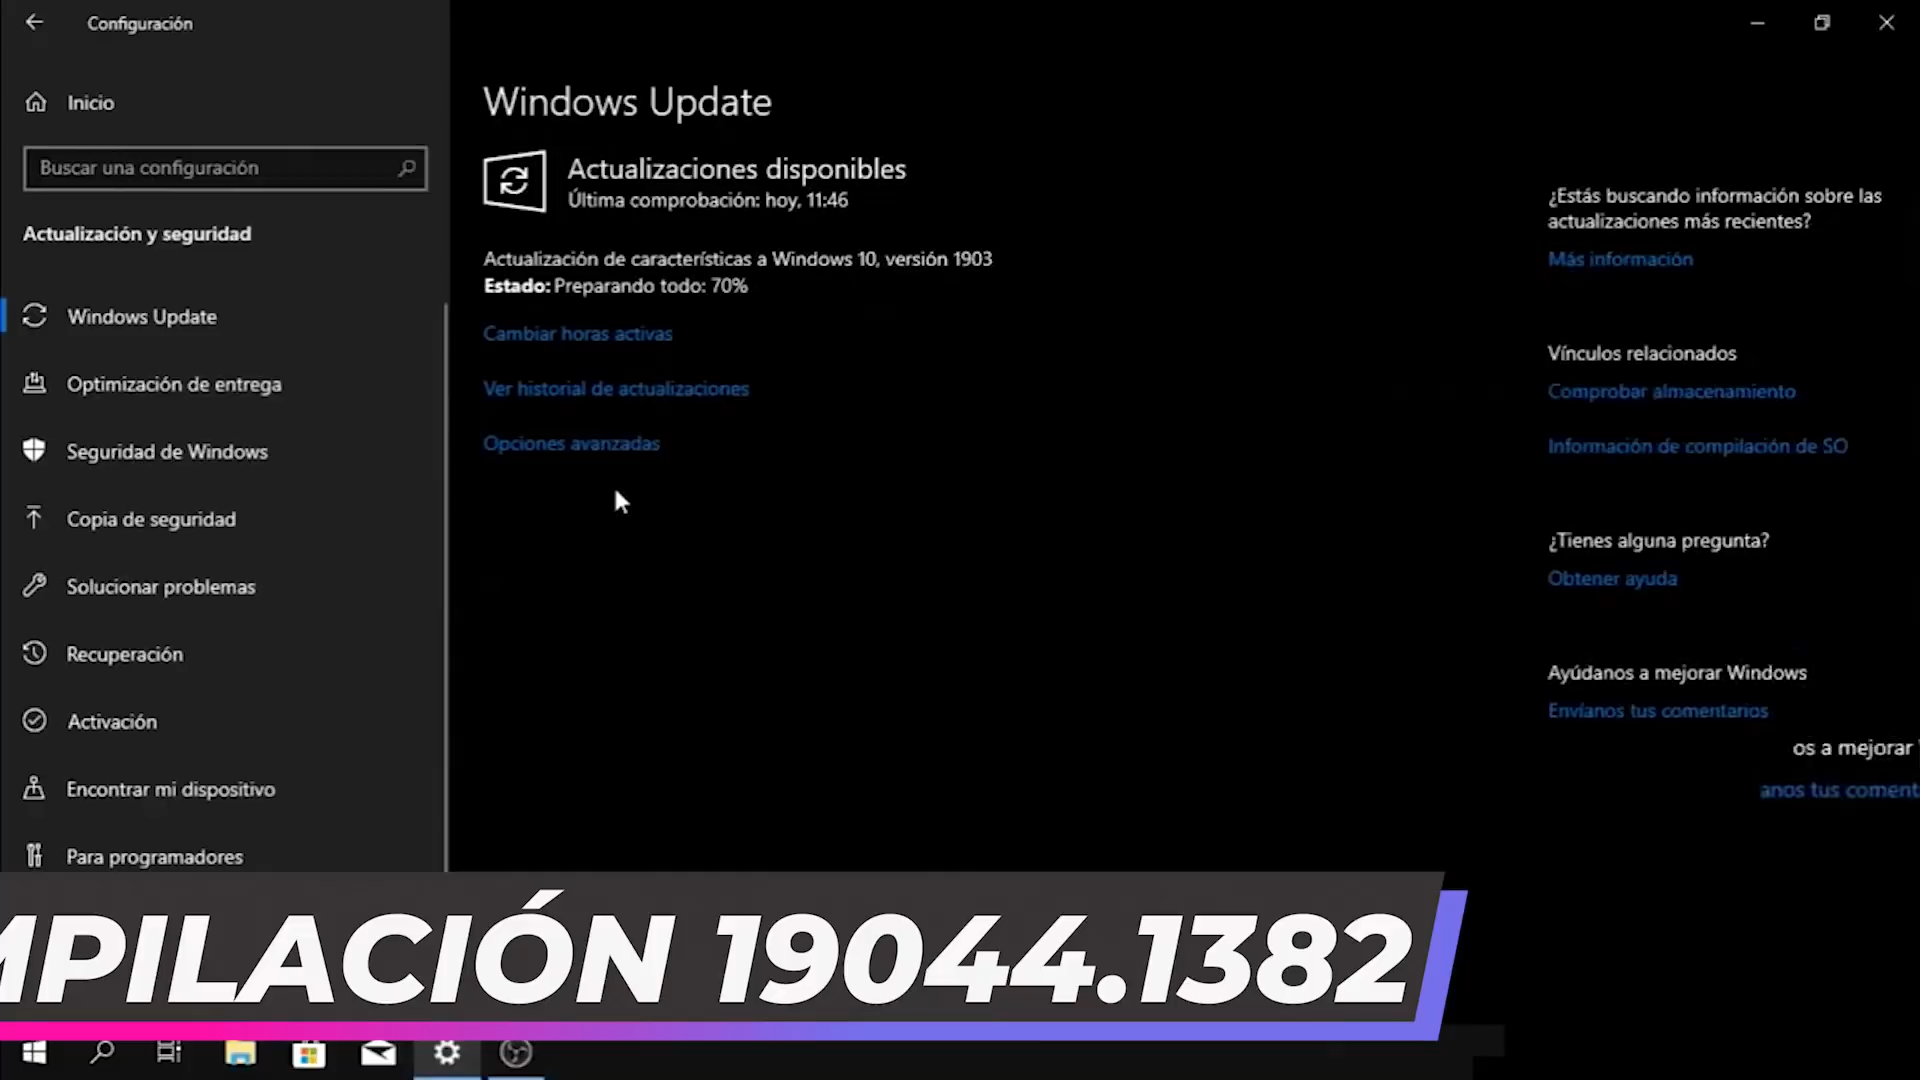 Configuración
Inicio
Buscar una configuración
Actualización y seguridad
Windows Update
Optimización de entrega
Seguridad de Windows
Copia de seguridad
Solucionar problemas
Recuperación
Activación
Encontrar mi dispositivo
Para programadores
Windows Update
Actualizaciones disponibles
Última comprobación: hoy, 11:46
Actualización de características a Windows 10, versión 1903
Estado: Preparando todo: 70%
Cambiar horas activas
Ver historial de actualizaciones
Opciones avanzadas
¿Estás buscando información sobre las
actualizaciones más recientes?
Más información
Vínculos relacionados
Comprobar almacenamiento
Información de compilación de SO
¿Tienes alguna pregunta?
Obtener ayuda
Ayúdanos a mejorar Windows
Envíanos tus comentarios
os a mejorar
anos tus coment
MPILACIÓN 19044.1382